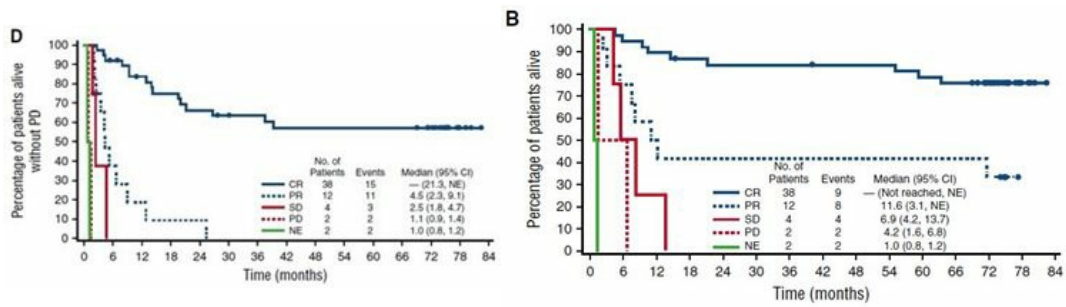 D
Percentage of patients alive
without PD
100
90
80
70
60
50
40
30
20
10
0
No. of
Patients Events Median (95% CI)
CR 38 15 — (21.3, NE)
PR 12 11 4.5 (2.3, 9.1)
SD 4 3 2.5 (1.8, 4.7)
PD 2 2 1.1 (0.9, 1.4)
NE 2 2 1.0 (0.8, 1.2)
0 6 12 18 24 30 36 42 48 54 60 66 72 78 84
Time (months)
B
Percentage of patients alive
100
90
80
70
60
50
40
30
20
10
0
No. of
Patients Events Median (95% CI)
CR 38 9 — (Not reached, NE)
PR 12 8 11.6 (3.1, NE)
SD 4 4 6.9 (4.2, 13.7)
PD 2 2 4.2 (1.6, 6.8)
NE 2 2 1.0 (0.8, 1.2)
0 6 12 18 24 30 36 42 48 54 60 66 72 78 84
Time (months)